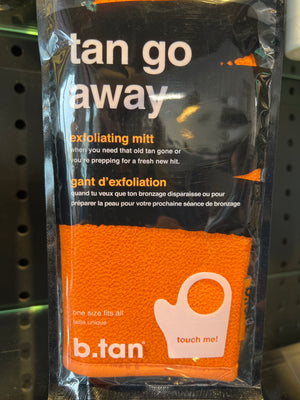 tan go
away
exfoliating mitt
when you need that old tan gone or
you're prepping for a fresh new hit.
gant d'exfoliation
quand tu veux que ton bronzage disparaisse ou pour
préparer la peau pour votre prochaine séance de bronzage
one size fits all
taille unique
touch me!
b.tan®